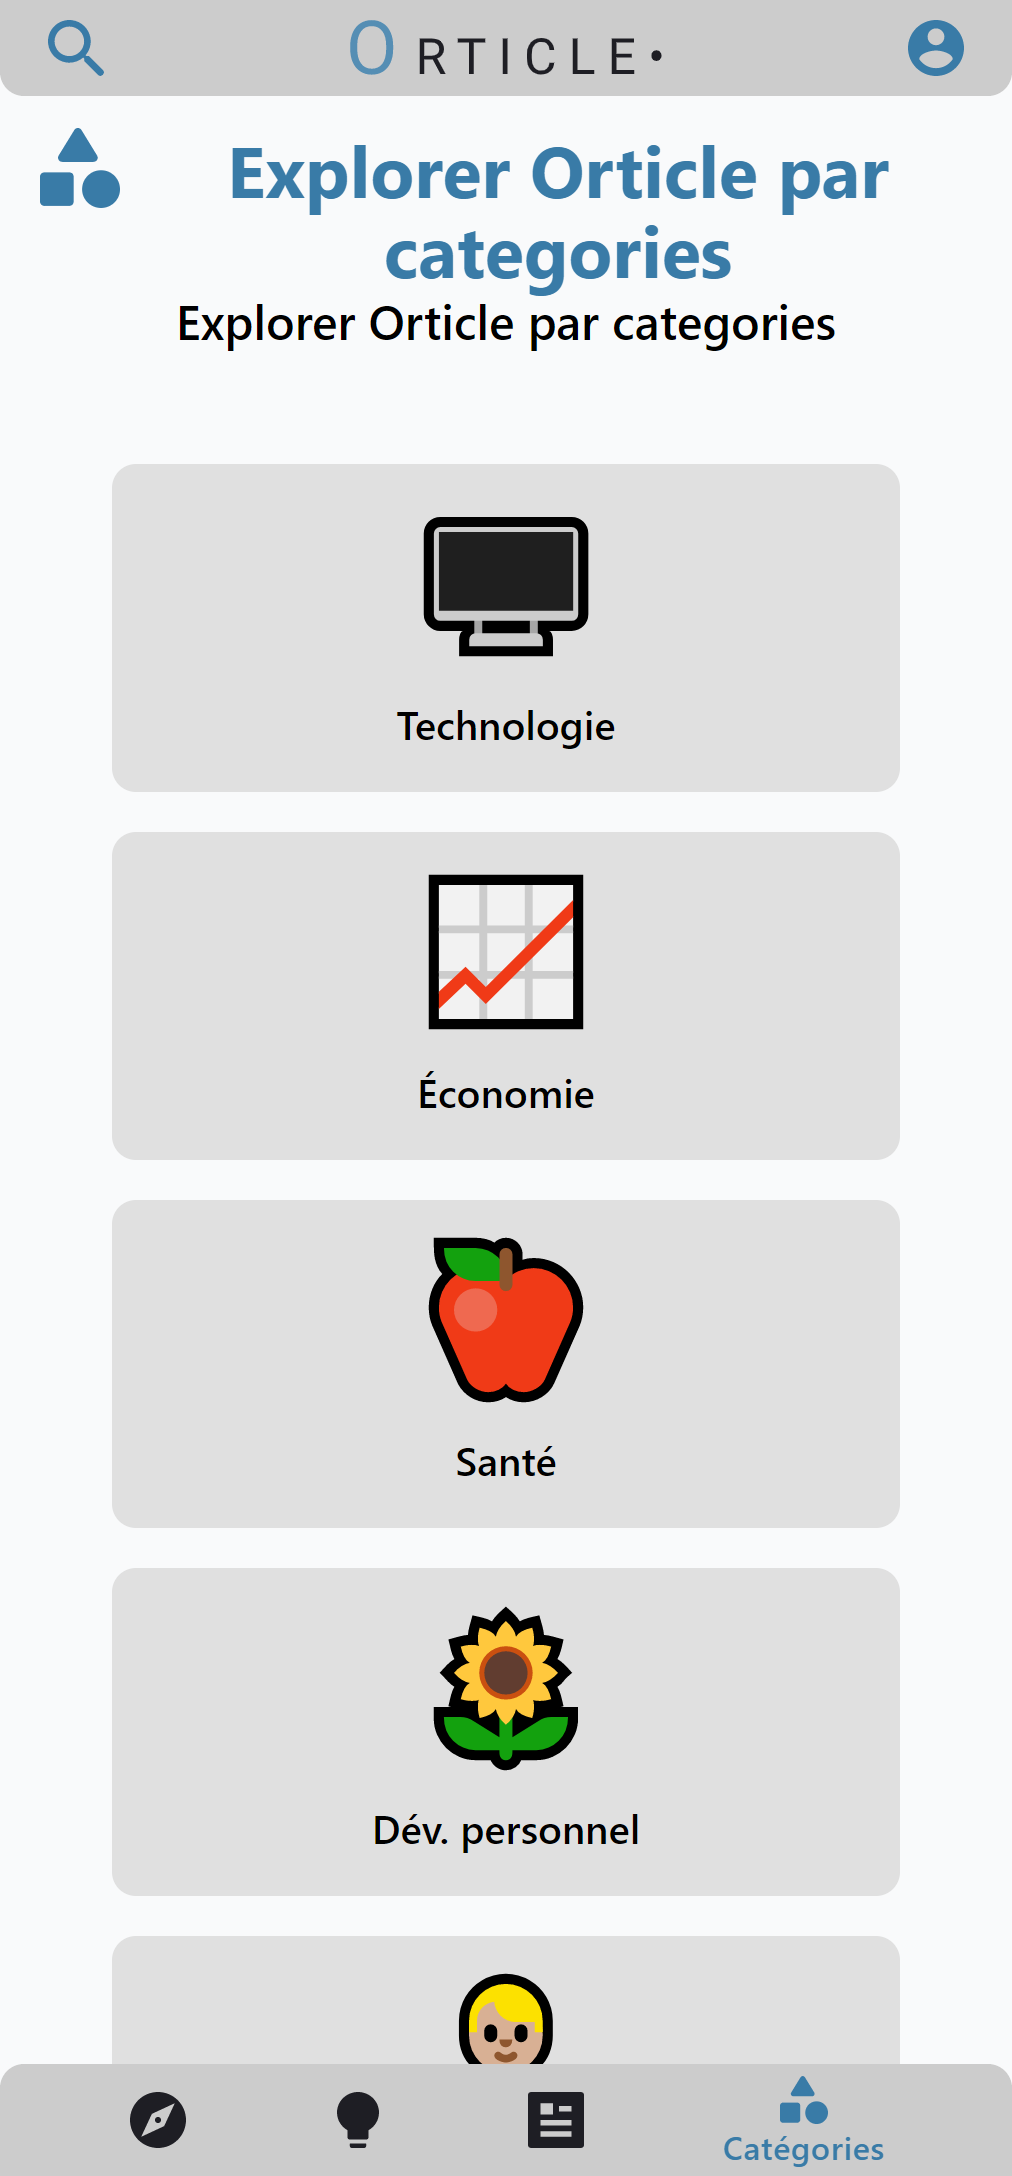 ORTICLE•
Explorer Orticle par
categories
Explorer Orticle par categories
Technologie
Économie
Santé
Dév. personnel
Catégories